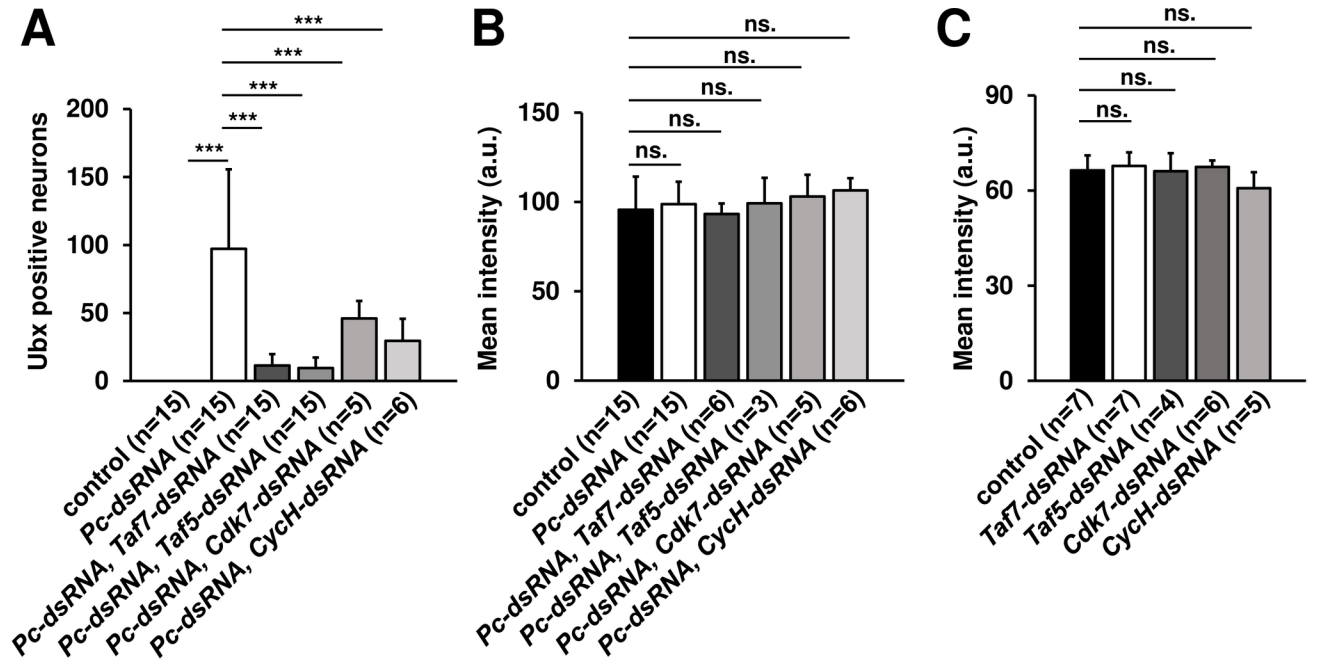 A
***
***
***
***
***
Ubx positive neurons
200
150
100
50
0
control (n=15)
Pc-dsRNA (n=15)
Pc-dsRNA, Taf7-dsRNA (n=15)
Pc-dsRNA, Taf5-dsRNA (n=15)
Pc-dsRNA, Cdk7-dsRNA (n=5)
Pc-dsRNA, CycH-dsRNA (n=6)
B
ns.
ns.
ns.
ns.
ns.
Mean intensity (a.u.)
150
100
50
0
control (n=15)
Pc-dsRNA (n=15)
Pc-dsRNA, Taf7-dsRNA (n=6)
Pc-dsRNA, Taf5-dsRNA (n=3)
Pc-dsRNA, Cdk7-dsRNA (n=5)
Pc-dsRNA, CycH-dsRNA (n=6)
C
ns.
ns.
ns.
ns.
Mean intensity (a.u.)
90
60
30
0
control (n=7)
Taf7-dsRNA (n=7)
Taf5-dsRNA (n=4)
Cdk7-dsRNA (n=6)
CycH-dsRNA (n=5)